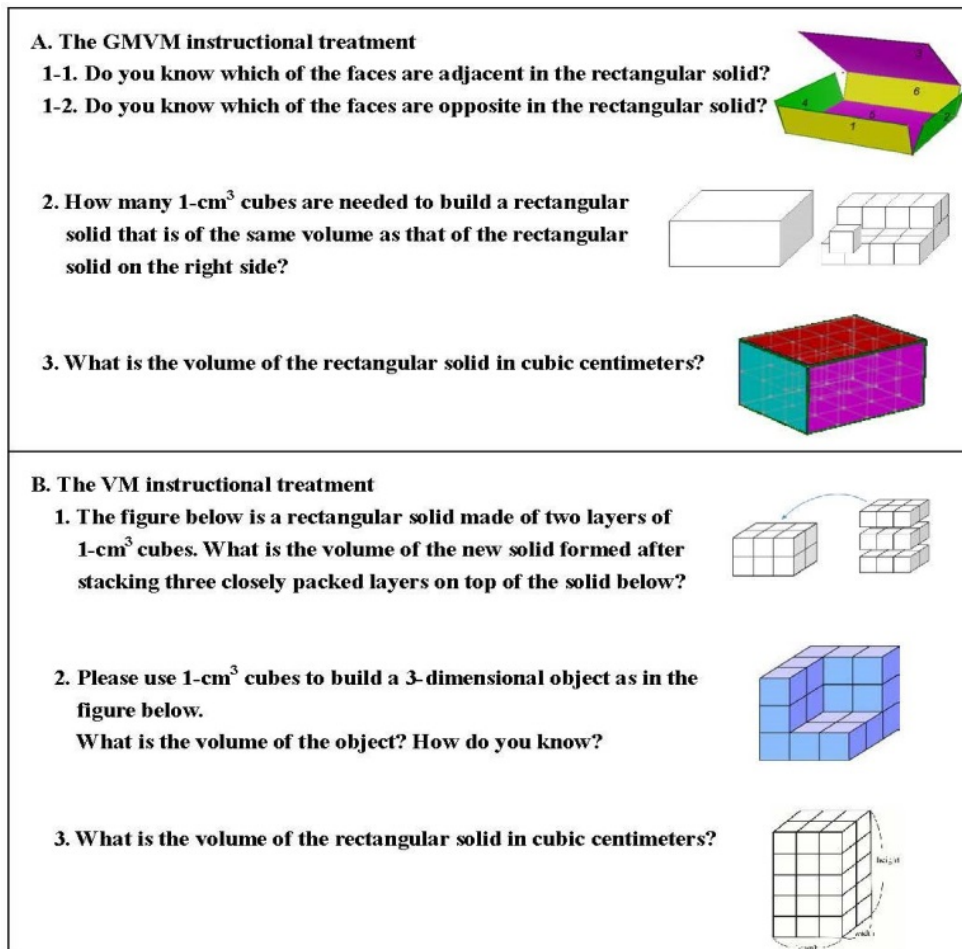 A. The GMVM instructional treatment
1-1. Do you know which of the faces are adjacent in the rectangular solid?
1-2. Do you know which of the faces are opposite in the rectangular solid?
3
6
4
5
2
1
2. How many 1-cm³ cubes are needed to build a rectangular
solid that is of the same volume as that of the rectangular
solid on the right side?
3. What is the volume of the rectangular solid in cubic centimeters?
B. The VM instructional treatment
1. The figure below is a rectangular solid made of two layers of
1-cm³ cubes. What is the volume of the new solid formed after
stacking three closely packed layers on top of the solid below?
2. Please use 1-cm³ cubes to build a 3-dimensional object as in the
figure below.
What is the volume of the object? How do you know?
3. What is the volume of the rectangular solid in cubic centimeters?
height